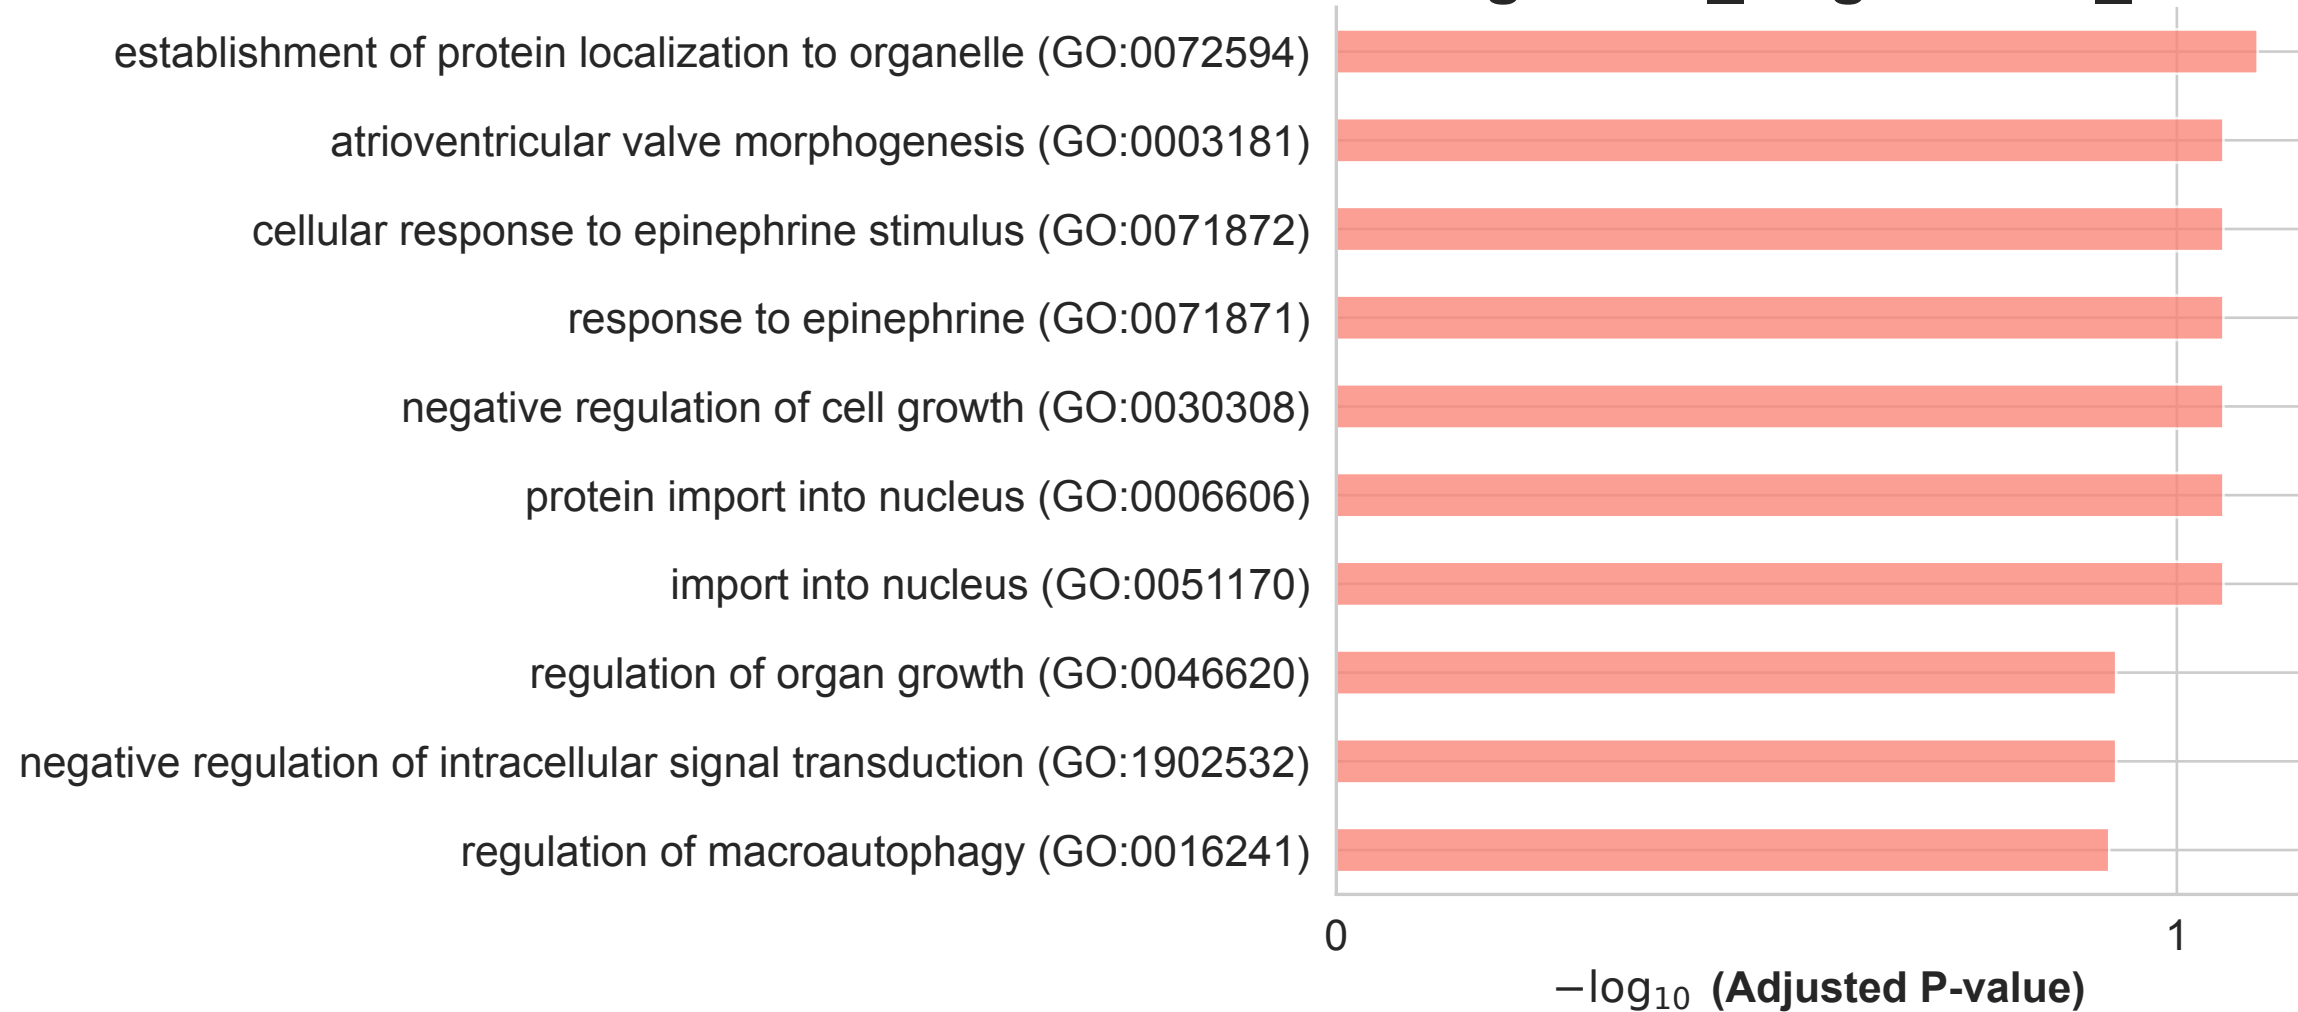 establishment of protein localization to organelle (GO:0072594)
atrioventricular valve morphogenesis (GO:0003181)
cellular response to epinephrine stimulus (GO:0071872)
response to epinephrine (GO:0071871)
negative regulation of cell growth (GO:0030308)
protein import into nucleus (GO:0006606)
import into nucleus (GO:0051170)
regulation of organ growth (GO:0046620)
negative regulation of intracellular signal transduction (GO:1902532)
regulation of macroautophagy (GO:0016241)
0 1
−log₁₀ (Adjusted P-value)